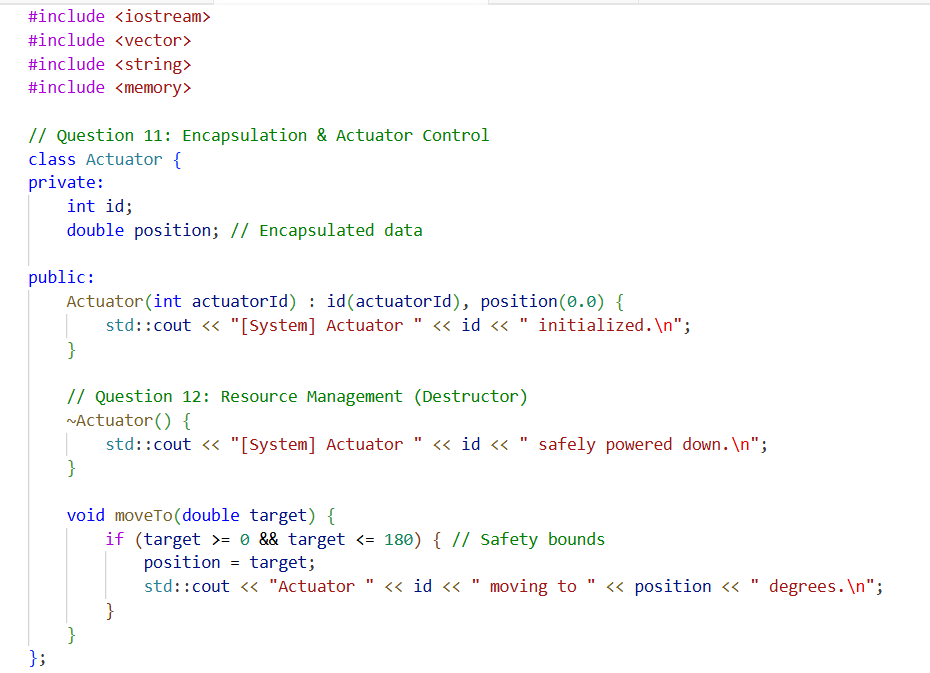 #include <iostream>
#include <vector>
#include <string>
#include <memory>
// Question 11: Encapsulation & Actuator Control
class Actuator {
private:
    int id;
    double position; // Encapsulated data
public:
    Actuator(int actuatorId) : id(actuatorId), position(0.0) {
        std::cout << "[System] Actuator " << id << " initialized.\n";
    }
    // Question 12: Resource Management (Destructor)
    ~Actuator() {
        std::cout << "[System] Actuator " << id << " safely powered down.\n";
    }
    void moveTo(double target) {
        if (target >= 0 && target <= 180) { // Safety bounds
            position = target;
            std::cout << "Actuator " << id << " moving to " << position << " degrees.\n";
        }
    }
};